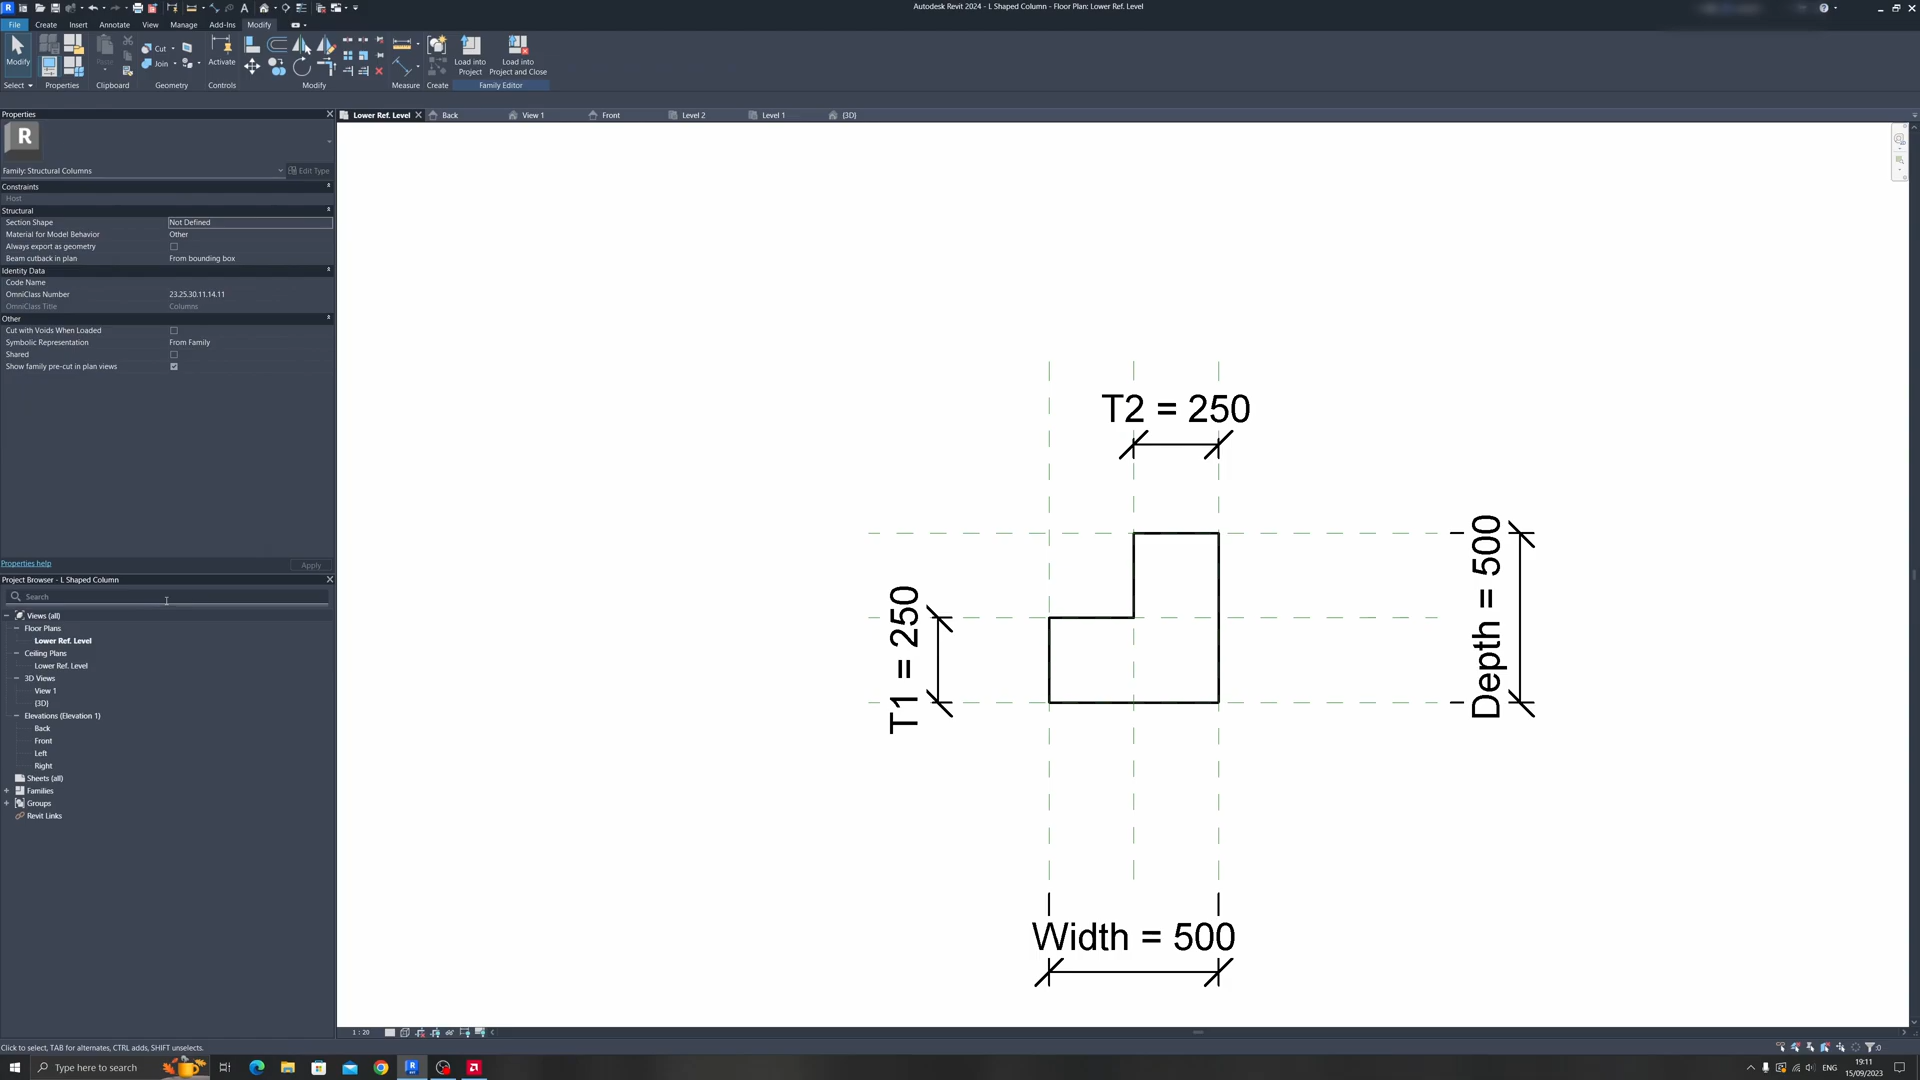 Autodesk Revit 2024 - L Shaped Column - Floor Plan: Lower Ref. Level
File Create Insert Annotate View Manage Add-Ins Modify
Modify Paste Cut Join Activate Load into Project Load into Project and Close
Select Properties Clipboard Geometry Controls Modify Measure Create Family Editor
Properties
Lower Ref. Level Back View 1 Front Level 2 Level 1 {3D}
R
Family: Structural Columns Edit Type
Constraints
Host
Structural
Section Shape Not Defined
Material for Model Behavior Other
Always export as geometry
Beam cutback in plan From bounding box
Identity Data
Code Name
OmniClass Number 23.25.30.11.14.11
OmniClass Title Columns
Other
Cut with Voids When Loaded
Symbolic Representation From Family
Shared
Show family pre-cut in plan views
Properties help Apply
Project Browser - L Shaped Column
Search
Views (all)
Floor Plans
Lower Ref. Level
Ceiling Plans
Lower Ref. Level
3D Views
View 1
{3D}
Elevations (Elevation 1)
Back
Front
Left
Right
Sheets (all)
Families
Groups
Revit Links
T2 = 250
T1 = 250
Depth = 500
Width = 500
1 : 20
Click to select, TAB for alternates, CTRL adds, SHIFT unselects.
:0
Type here to search
ENG
19:11
15/09/2023